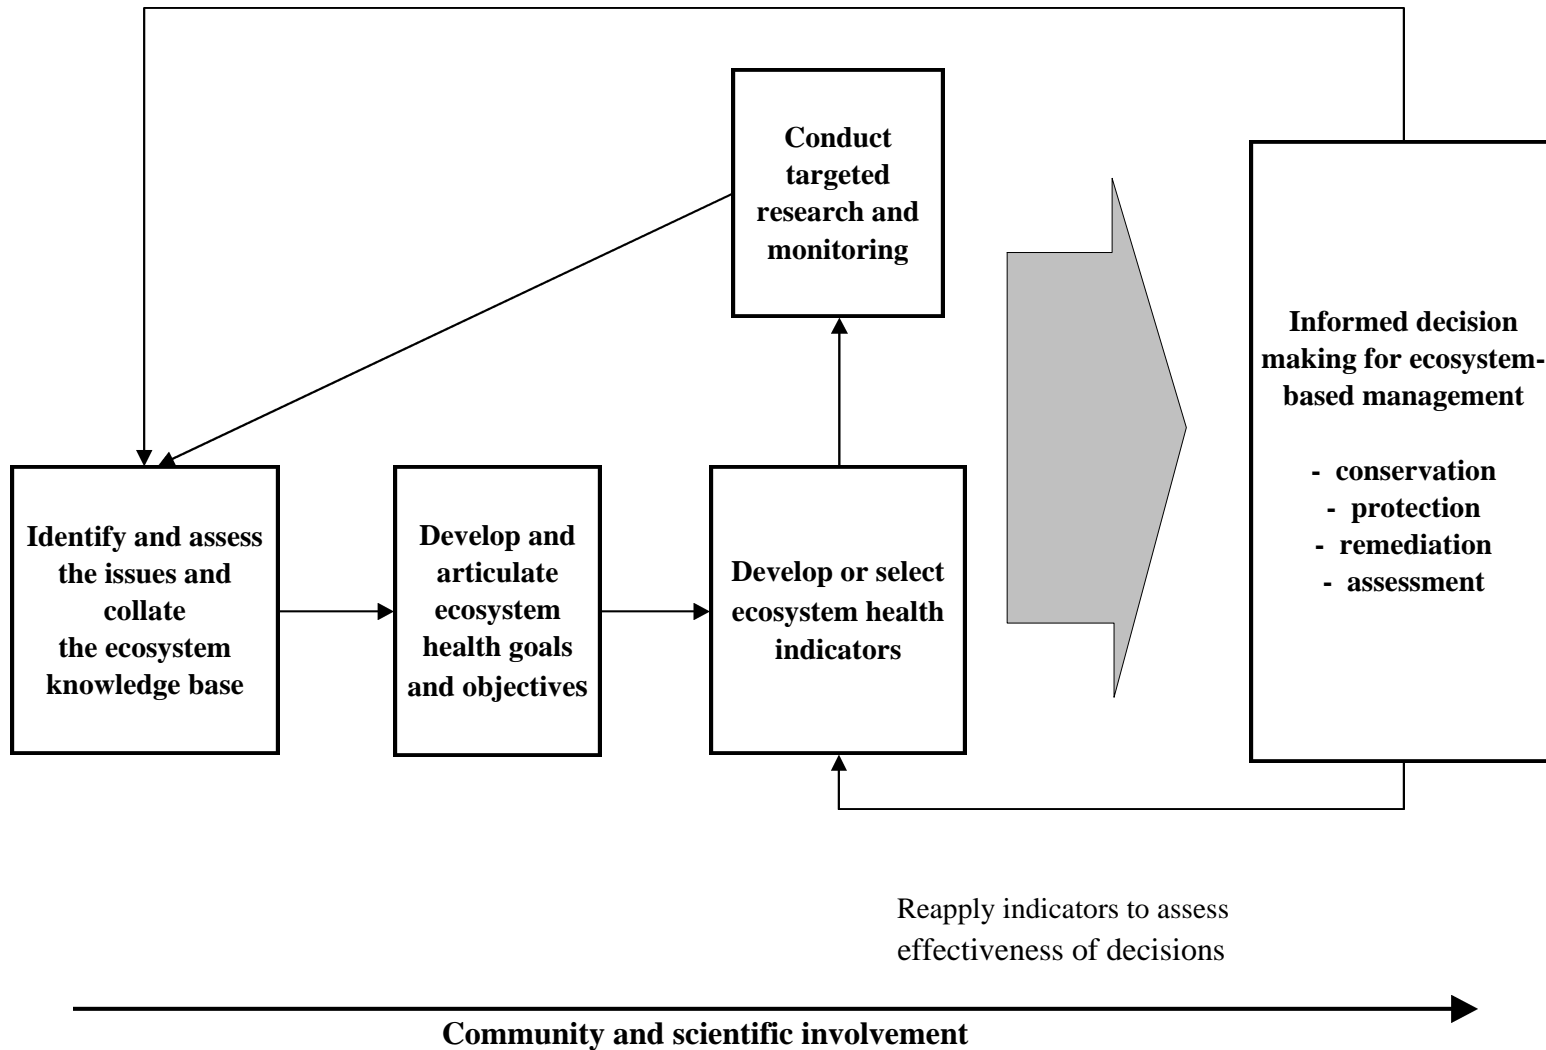 Conduct
targeted
research and
monitoring
Informed decision
making for ecosystem-
based management
- conservation
- protection
- remediation
- assessment
Identify and assess
the issues and
collate
the ecosystem
knowledge base
Develop and
articulate
ecosystem
health goals
and objectives
Develop or select
ecosystem health
indicators
Reapply indicators to assess
effectiveness of decisions
Community and scientific involvement